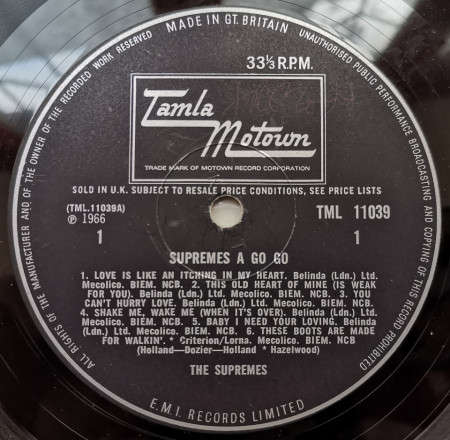 MADE IN GT. BRITAIN
ALL RIGHTS OF THE MANUFACTURER AND OF THE OWNER OF THE RECORDED WORK RESERVED
UNAUTHORISED PUBLIC PERFORMANCE BROADCASTING AND COPYING OF THIS RECORD PROHIBITED
33⅓ R.P.M.
Tamla
Motown
TRADE MARK OF MOTOWN RECORD CORPORATION
SOLD IN U.K. SUBJECT TO RESALE PRICE CONDITIONS, SEE PRICE LISTS
(TML.11039A)
℗ 1966
1
TML 11039
1
SUPREMES A GO GO
1. LOVE IS LIKE AN ITCHING IN MY HEART. Belinda (Ldn.) Ltd.
Mecolico. BIEM. NCB. 2. THIS OLD HEART OF MINE (IS WEAK
FOR YOU). Belinda (Ldn.) Ltd. Mecolico. BIEM. NCB. 3. YOU
CAN'T HURRY LOVE. Belinda (Ldn.) Ltd. Mecolico. BIEM. NCB.
4. SHAKE ME, WAKE ME (WHEN IT'S OVER). Belinda (Ldn.) Ltd.
Mecolico. BIEM. NCB. 5. BABY I NEED YOUR LOVING. Belinda
(Ldn.) Ltd. Mecolico. BIEM. NCB. 6. THESE BOOTS ARE MADE
FOR WALKIN'. * Criterion/Lorna. Mecolico. BIEM. NCB
(Holland—Dozier—Holland * Hazelwood)
THE SUPREMES
E.M.I. RECORDS LIMITED